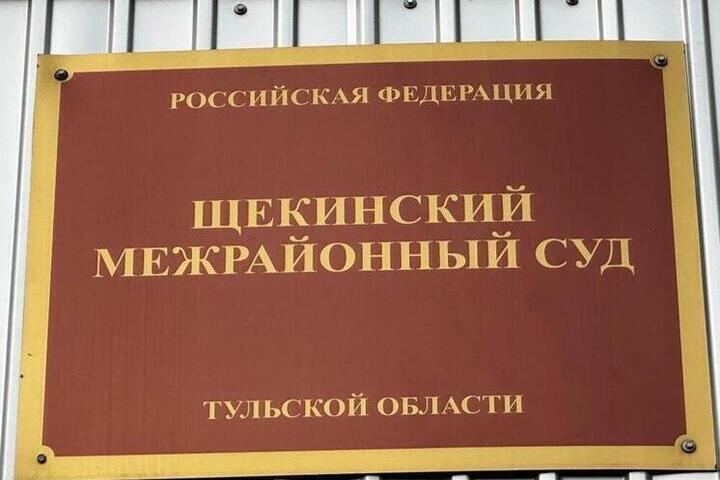 РОССИЙСКАЯ ФЕДЕРАЦИЯ
ЩЕКИНСКИЙ
МЕЖРАЙОННЫЙ СУД
ТУЛЬСКОЙ ОБЛАСТИ